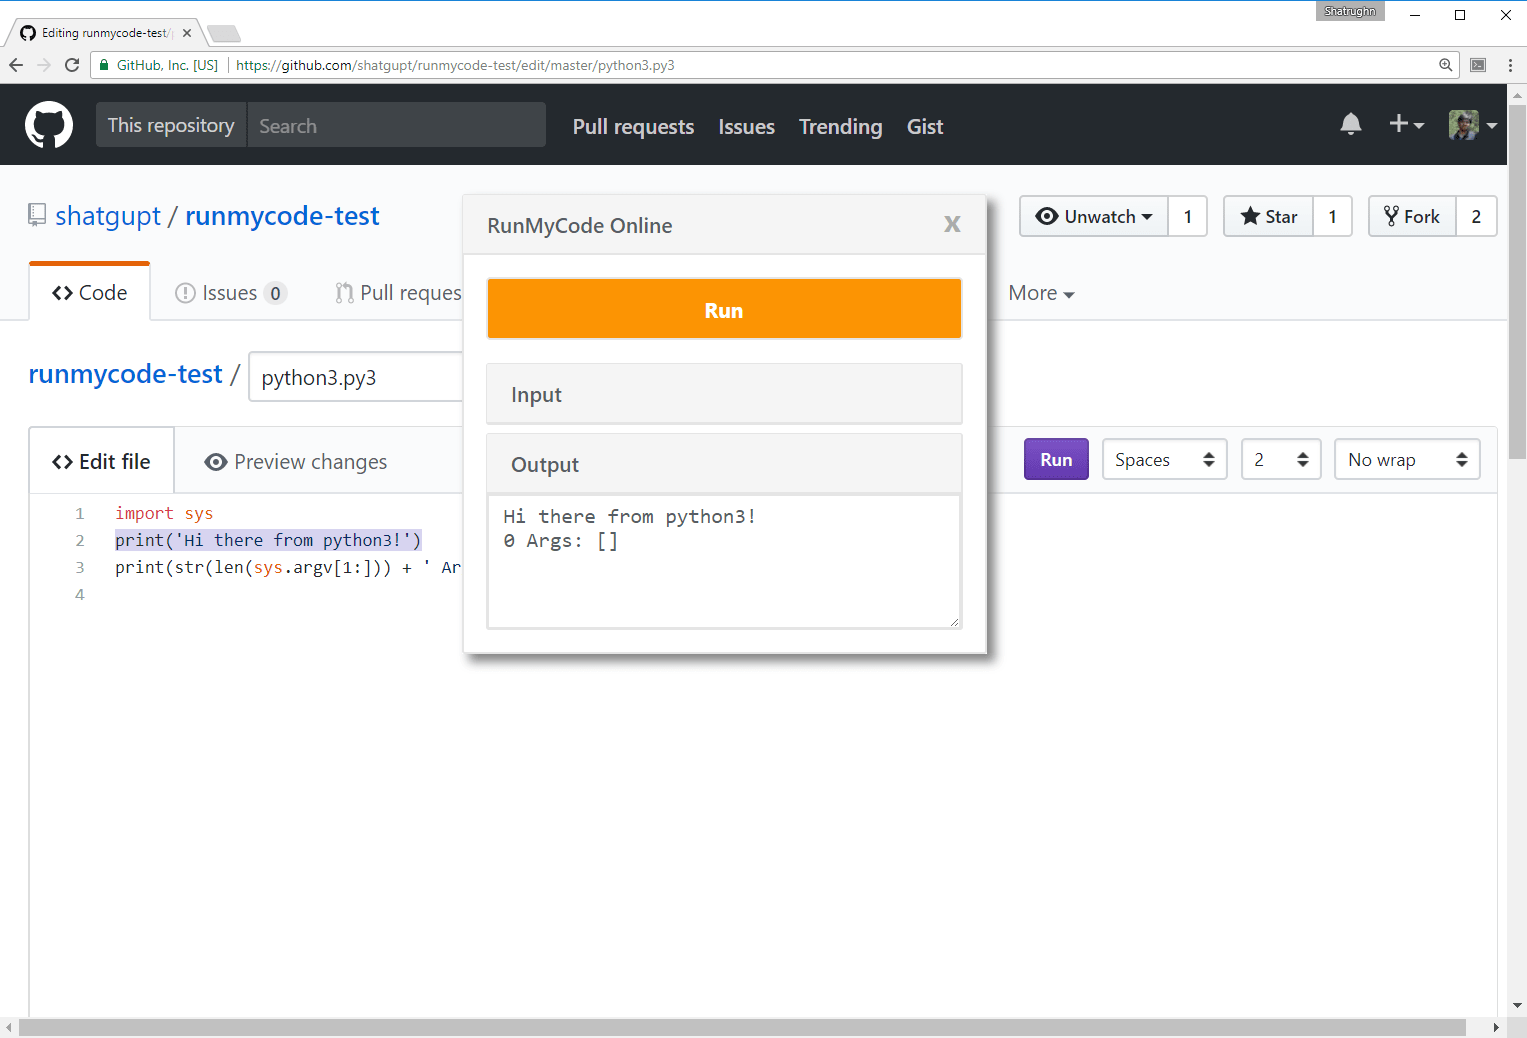 Shatrughn
Editing runmycode-test/
GitHub, Inc. [US] https://github.com/shatgupt/runmycode-test/edit/master/python3.py3
This repository Search Pull requests Issues Trending Gist
shatgupt / runmycode-test
Unwatch 1 Star 1 Fork 2
Code Issues 0 Pull reques More
RunMyCode Online X
Run
Input
Output
Hi there from python3!
0 Args: []
runmycode-test / python3.py3
Edit file Preview changes Run Spaces 2 No wrap
1 import sys
2 print('Hi there from python3!')
3 print(str(len(sys.argv[1:])) + ' Ar
4